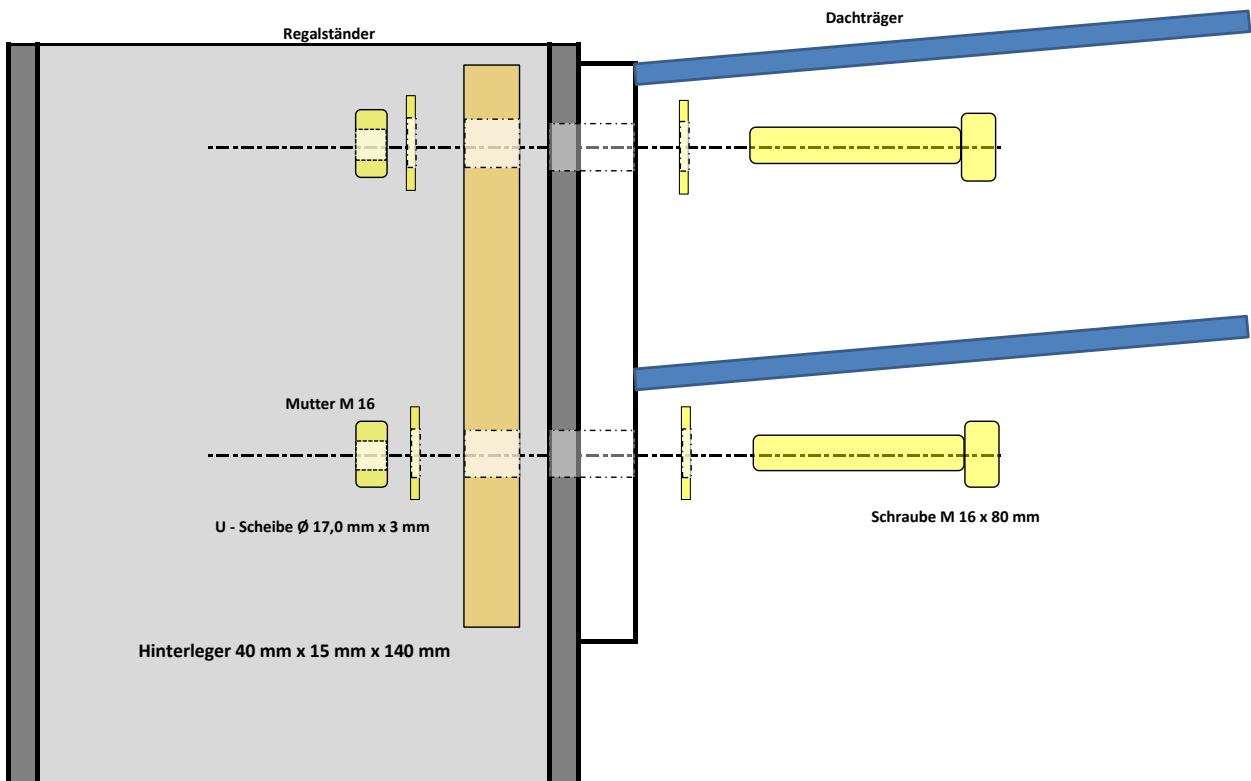 Dachträger
Regalständer
Mutter M 16
U - Scheibe Ø 17,0 mm x 3 mm
Schraube M 16 x 80 mm
Hinterleger 40 mm x 15 mm x 140 mm